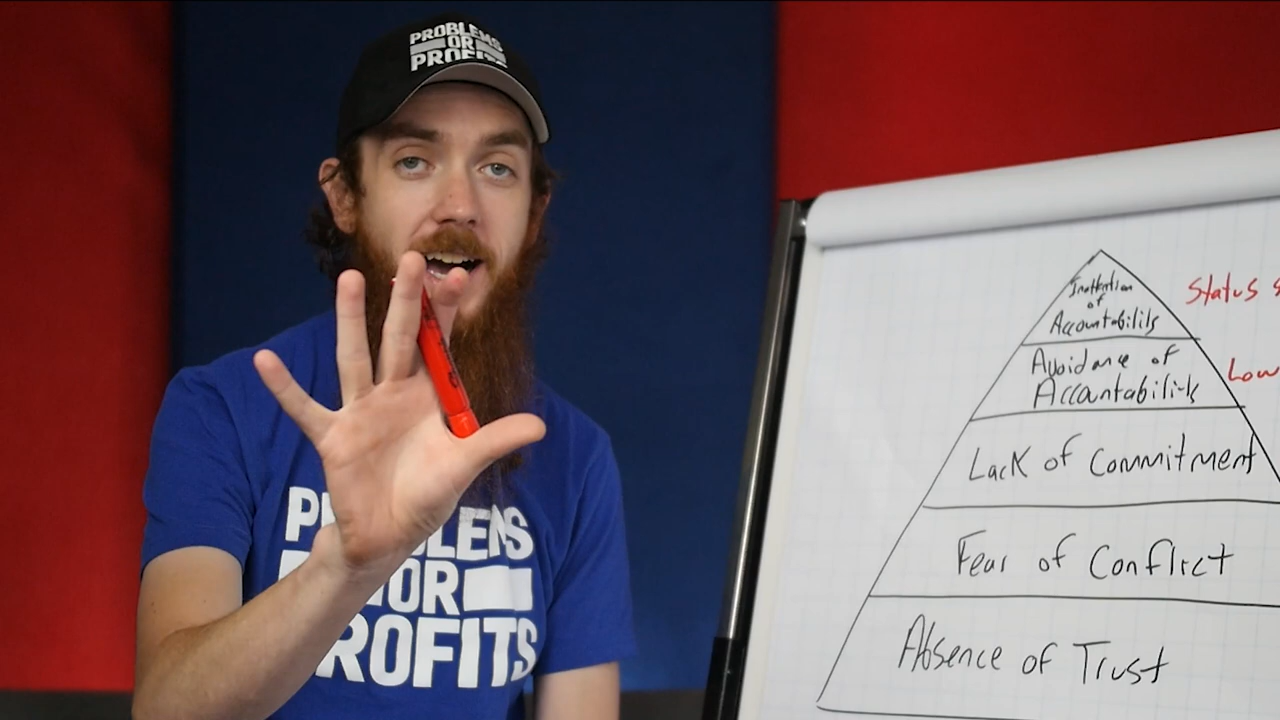 PROBLEMS
OR
PROFITS
PROBLEMS
OR
PROFITS
Inattention
of
Accountability
Status s
Avoidance of
Accountability
Low
Lack of Commitment
Fear of Conflict
Absence of Trust